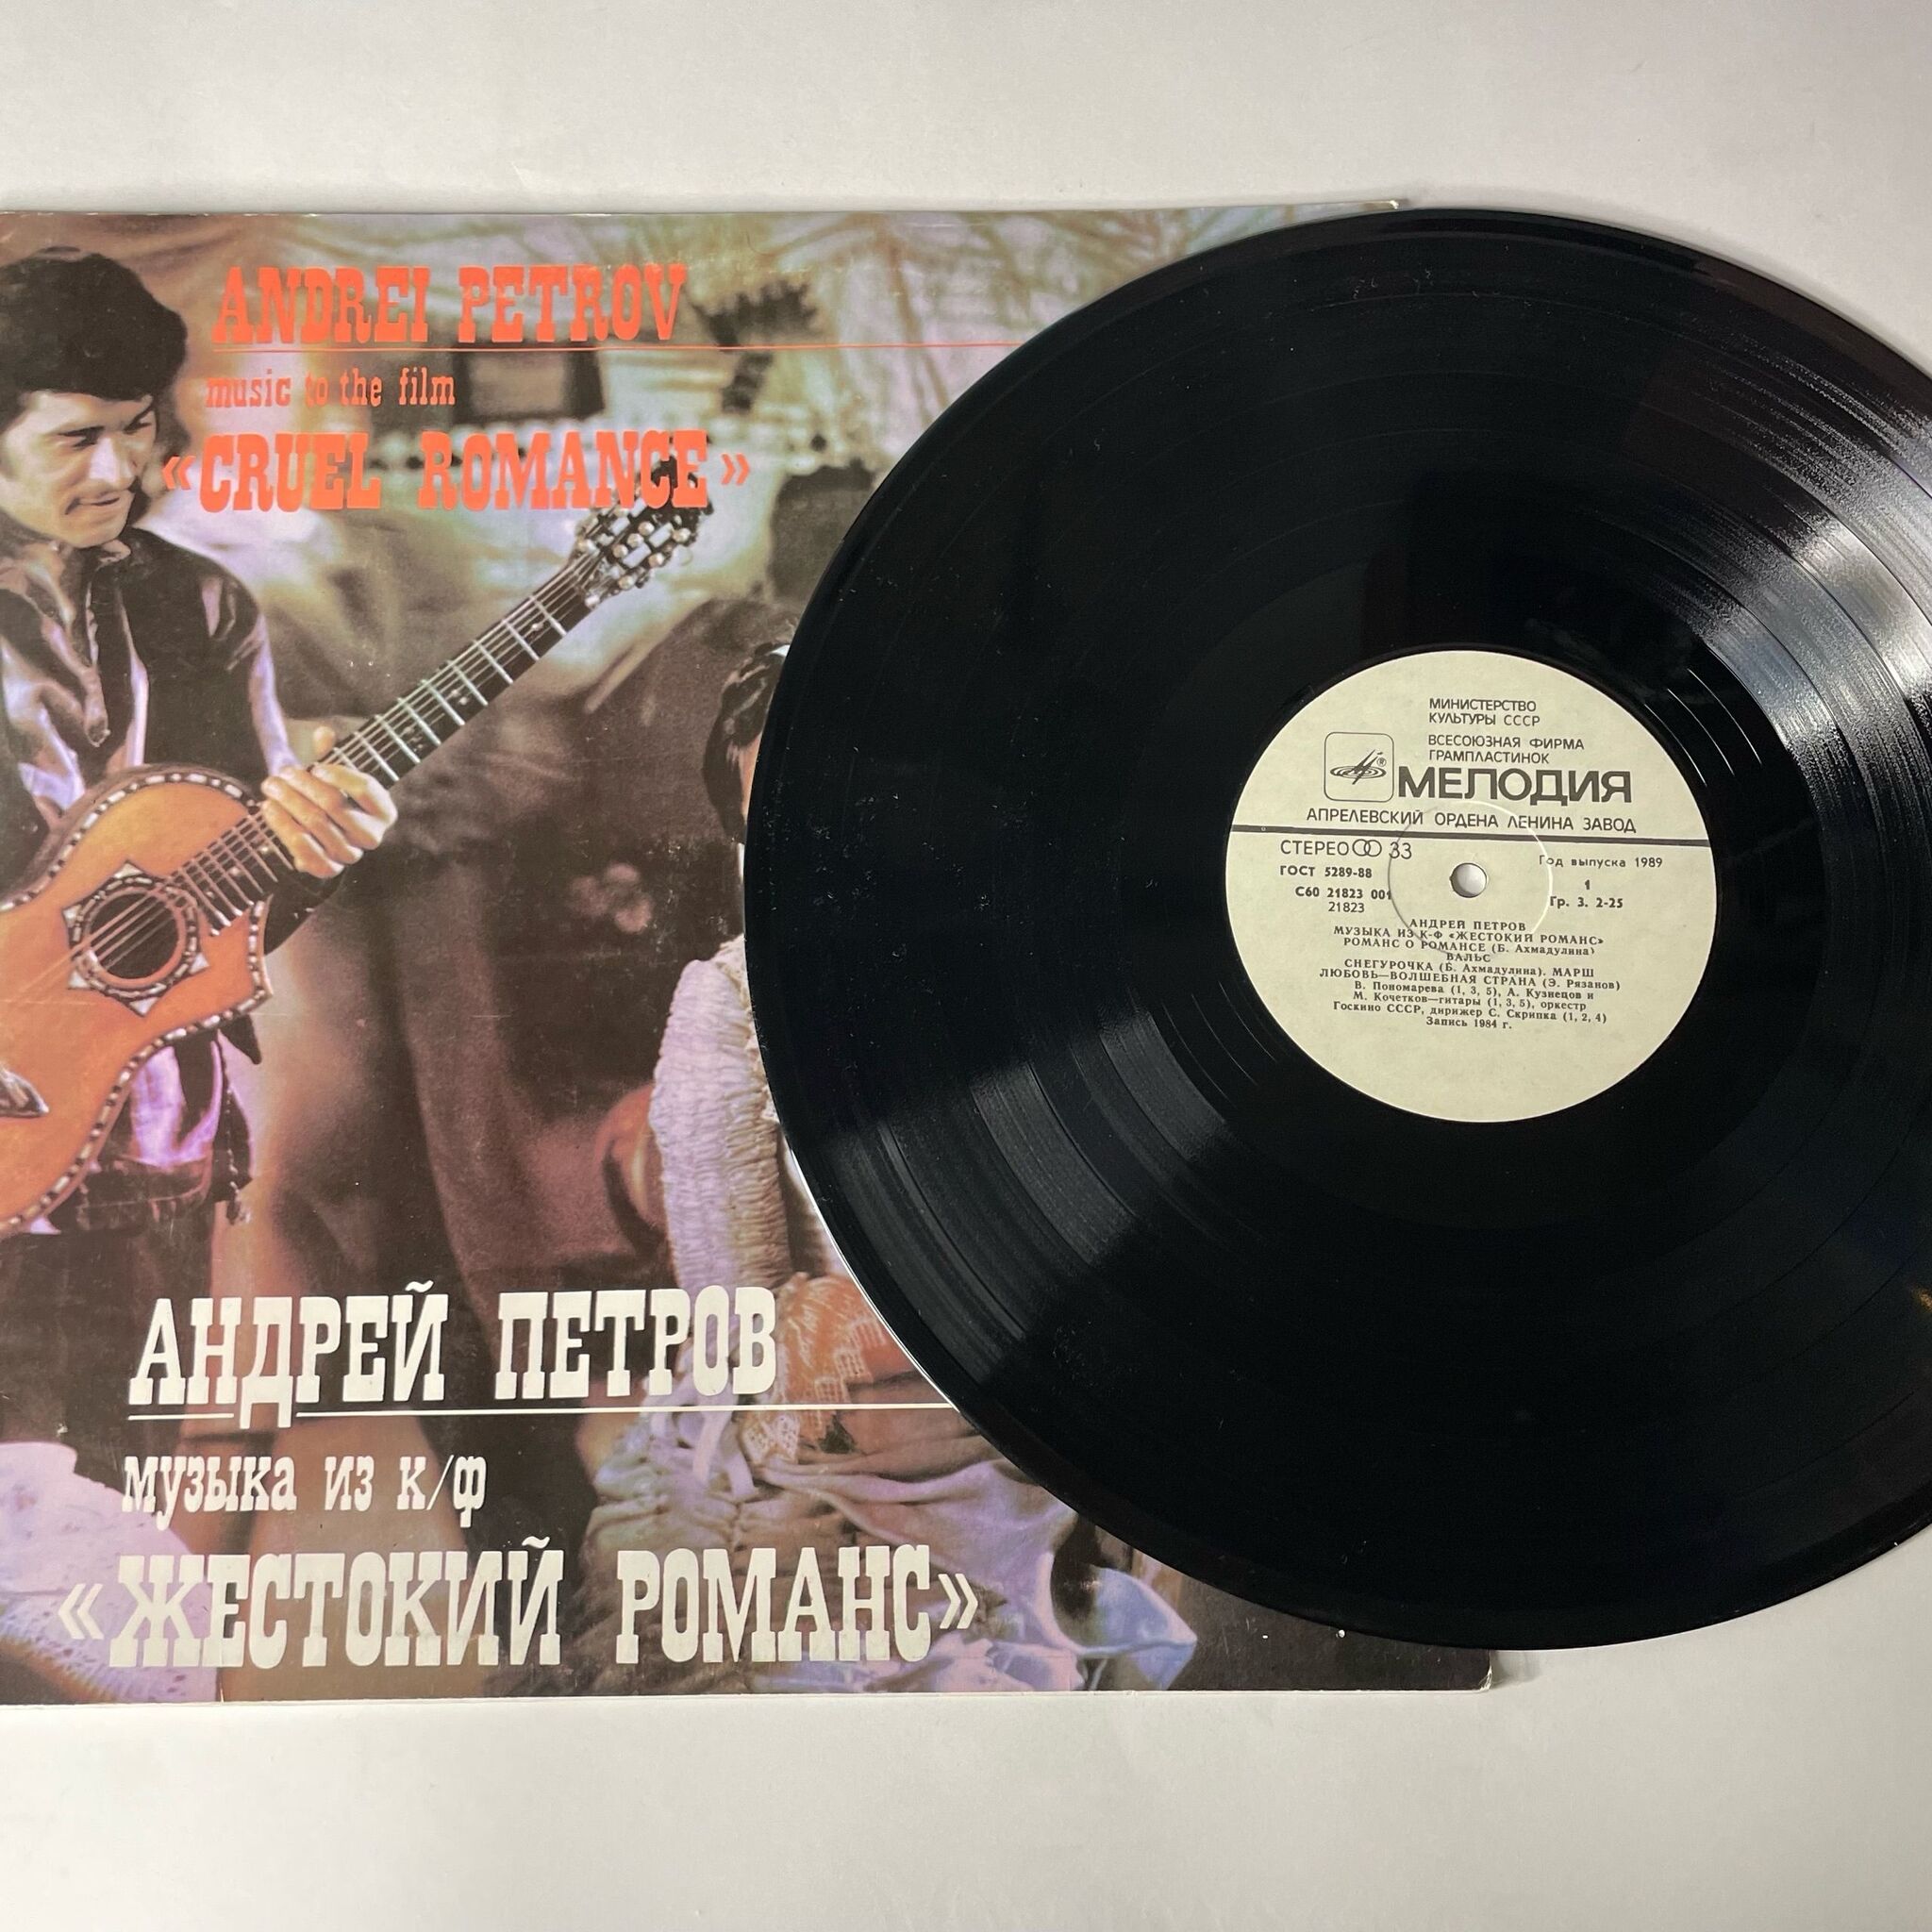 ANDREI PETROV
music to the film
«CRUEL ROMANCE»
АНДРЕЙ ПЕТРОВ
музыка из к/ф
«ЖЕСТОКИЙ РОМАНС»
МИНИСТЕРСТВО
КУЛЬТУРЫ СССР
ВСЕСОЮЗНАЯ ФИРМА
ГРАМПЛАСТИНОК
® МЕЛОДИЯ
АПРЕЛЕВСКИЙ ОРДЕНА ЛЕНИНА ЗАВОД
СТЕРЕО 33
Год выпуска 1989
ГОСТ 5289-88
1
С60 21823 001
Гр. 3. 2-25
21823
АНДРЕЙ ПЕТРОВ
МУЗЫКА ИЗ К-Ф «ЖЕСТОКИЙ РОМАНС»
РОМАНС О РОМАНСЕ (Б. Ахмадулина)
ВАЛЬС
СНЕГУРОЧКА (Б. Ахмадулина). МАРШ
ЛЮБОВЬ—ВОЛШЕБНАЯ СТРАНА (Э. Рязанов)
В. Пономарева (1, 3, 5), А. Кузнецов и
М. Кочетков—гитары (1, 3, 5), оркестр
Госкино СССР, дирижер С. Скрипка (1, 2, 4)
Запись 1984 г.